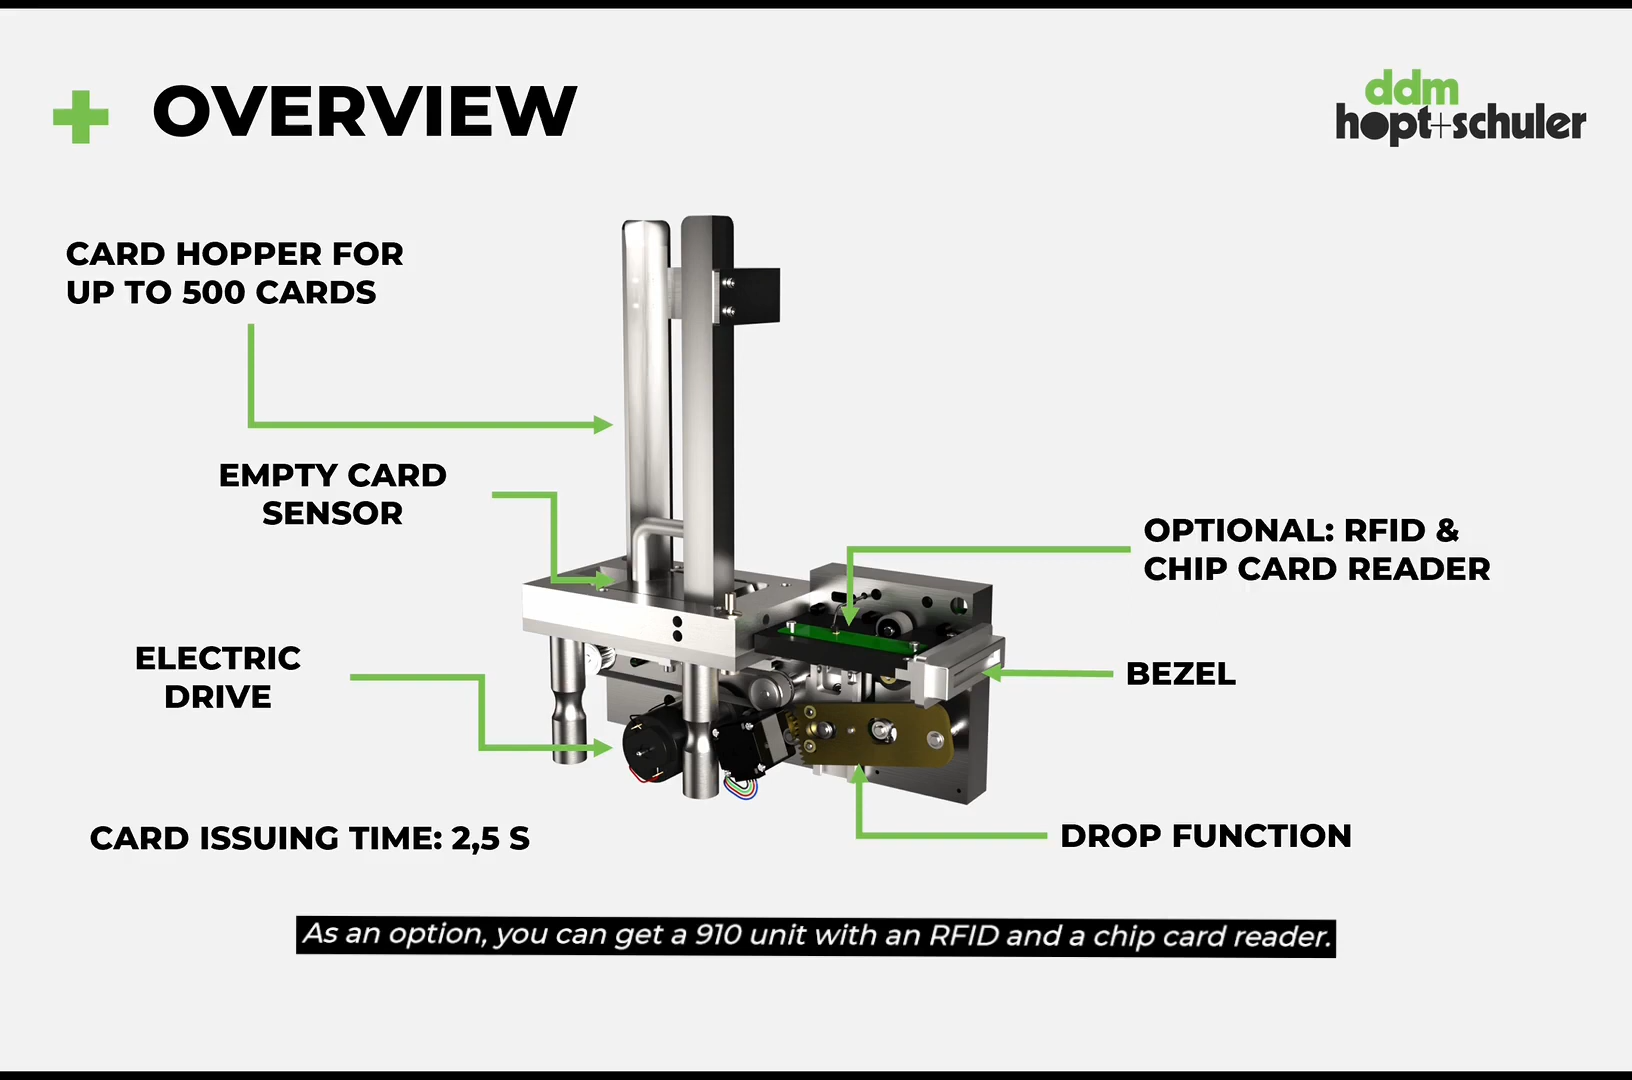 OVERVIEW
ddm
hopt+schuler
CARD HOPPER FOR
UP TO 500 CARDS
EMPTY CARD
SENSOR
OPTIONAL: RFID &
CHIP CARD READER
ELECTRIC
DRIVE
BEZEL
CARD ISSUING TIME: 2,5 S
DROP FUNCTION
As an option, you can get a 910 unit with an RFID and a chip card reader.